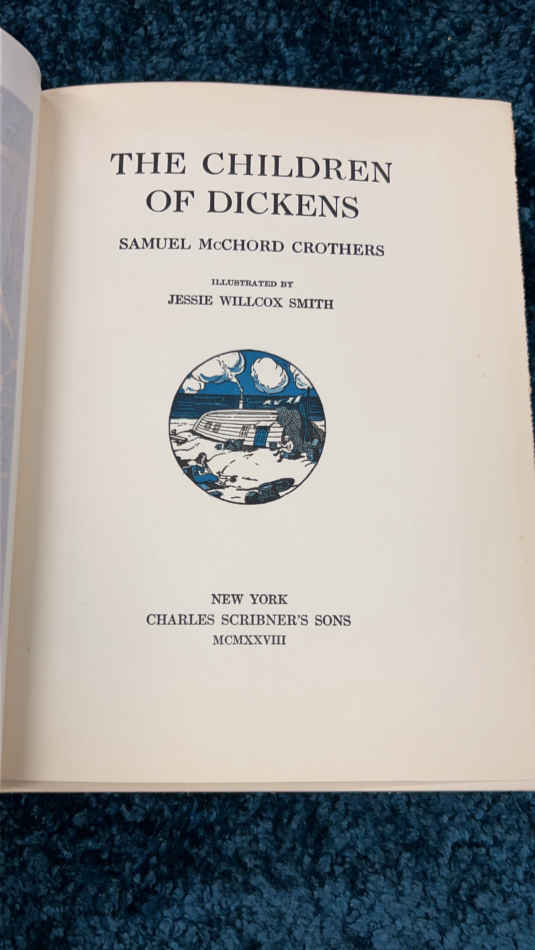 THE CHILDREN
OF DICKENS
SAMUEL McCHORD CROTHERS
ILLUSTRATED BY
JESSIE WILLCOX SMITH
NEW YORK
CHARLES SCRIBNER'S SONS
MCMXXVIII